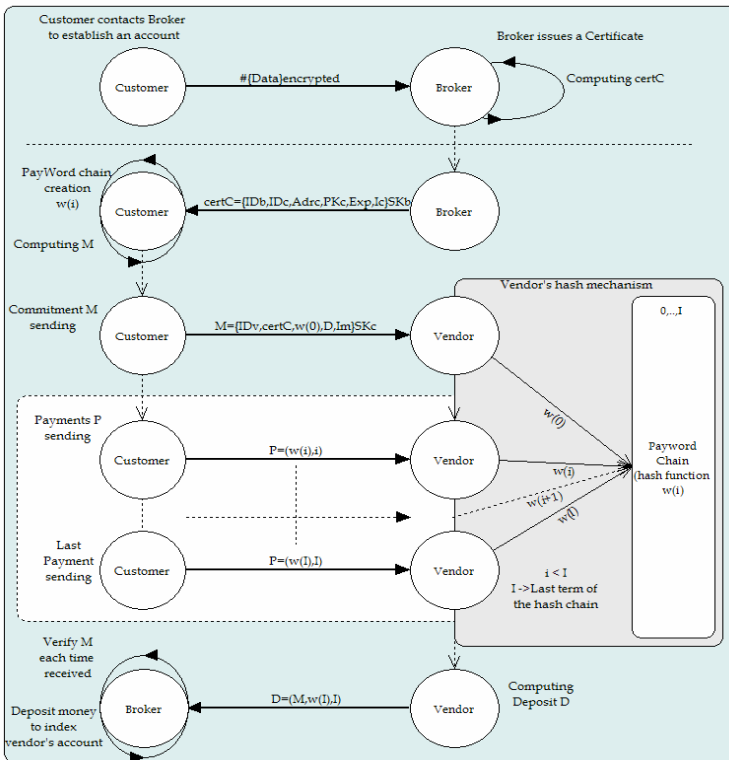 Customer contacts Broker
to establish an account
Broker issues a Certificate
Customer
#{Data}encrypted
Broker
Computing certC
PayWord chain
creation
w(i)
Customer
certC={IDb,IDc,Adrc,PKc,Exp,Ic}SKb
Broker
Computing M
Vendor's hash mechanism
Commitment M
sending
Customer
M={IDv,certC,w(0),D,Im}SKc
Vendor
0,..,I
Payments P
sending
Customer
P=(w(i),i)
Vendor
w(0)
w(i)
w(i+1)
w(I)
Payword
Chain
(hash function
w(i)
Last
Payment
sending
Customer
P=(w(I),I)
Vendor
i < I
I ->Last term of
the hash chain
Verify M
each time
received
Broker
D=(M,w(I),I)
Vendor
Computing
Deposit D
Deposit money
to index
vendor's account